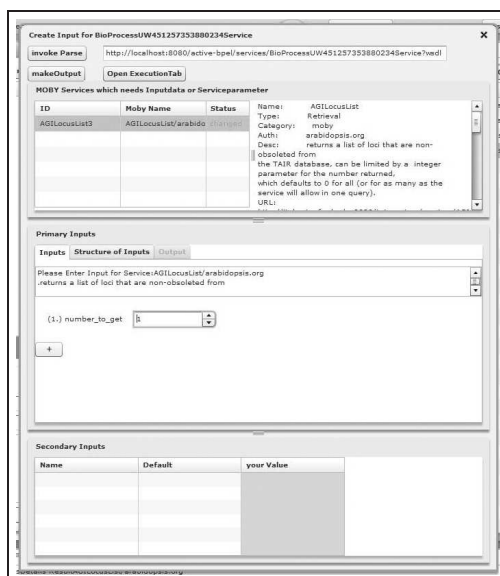 Create Input for BioProcessUW451257353880234Service
invoke Parse
http://localhost:8080/active-bpel/services/BioProcessUW451257353880234Service?wsdl
makeOutput
Open ExecutionTab
MOBY Services which needs Inputdata or Serviceparameter
ID Moby Name Status
AGILocusList3 AGILocusList/arabido changed
Name: AGILocusList
Type: Retrieval
Category: moby
Auth: arabidopsis.org
Desc: returns a list of loci that are non-
obsoleted from
the TAIR database, can be limited by a integer
parameter for the number returned,
which defaults to 0 for all (or for as many as the
service will allow in one query).
URL:
Primary Inputs
Inputs Structure of Inputs Output
Please Enter Input for Service:AGILocusList/arabidopsis.org
.returns a list of loci that are non-obsoleted from
(1.) number_to_get 1
+
Secondary Inputs
Name Default your Value